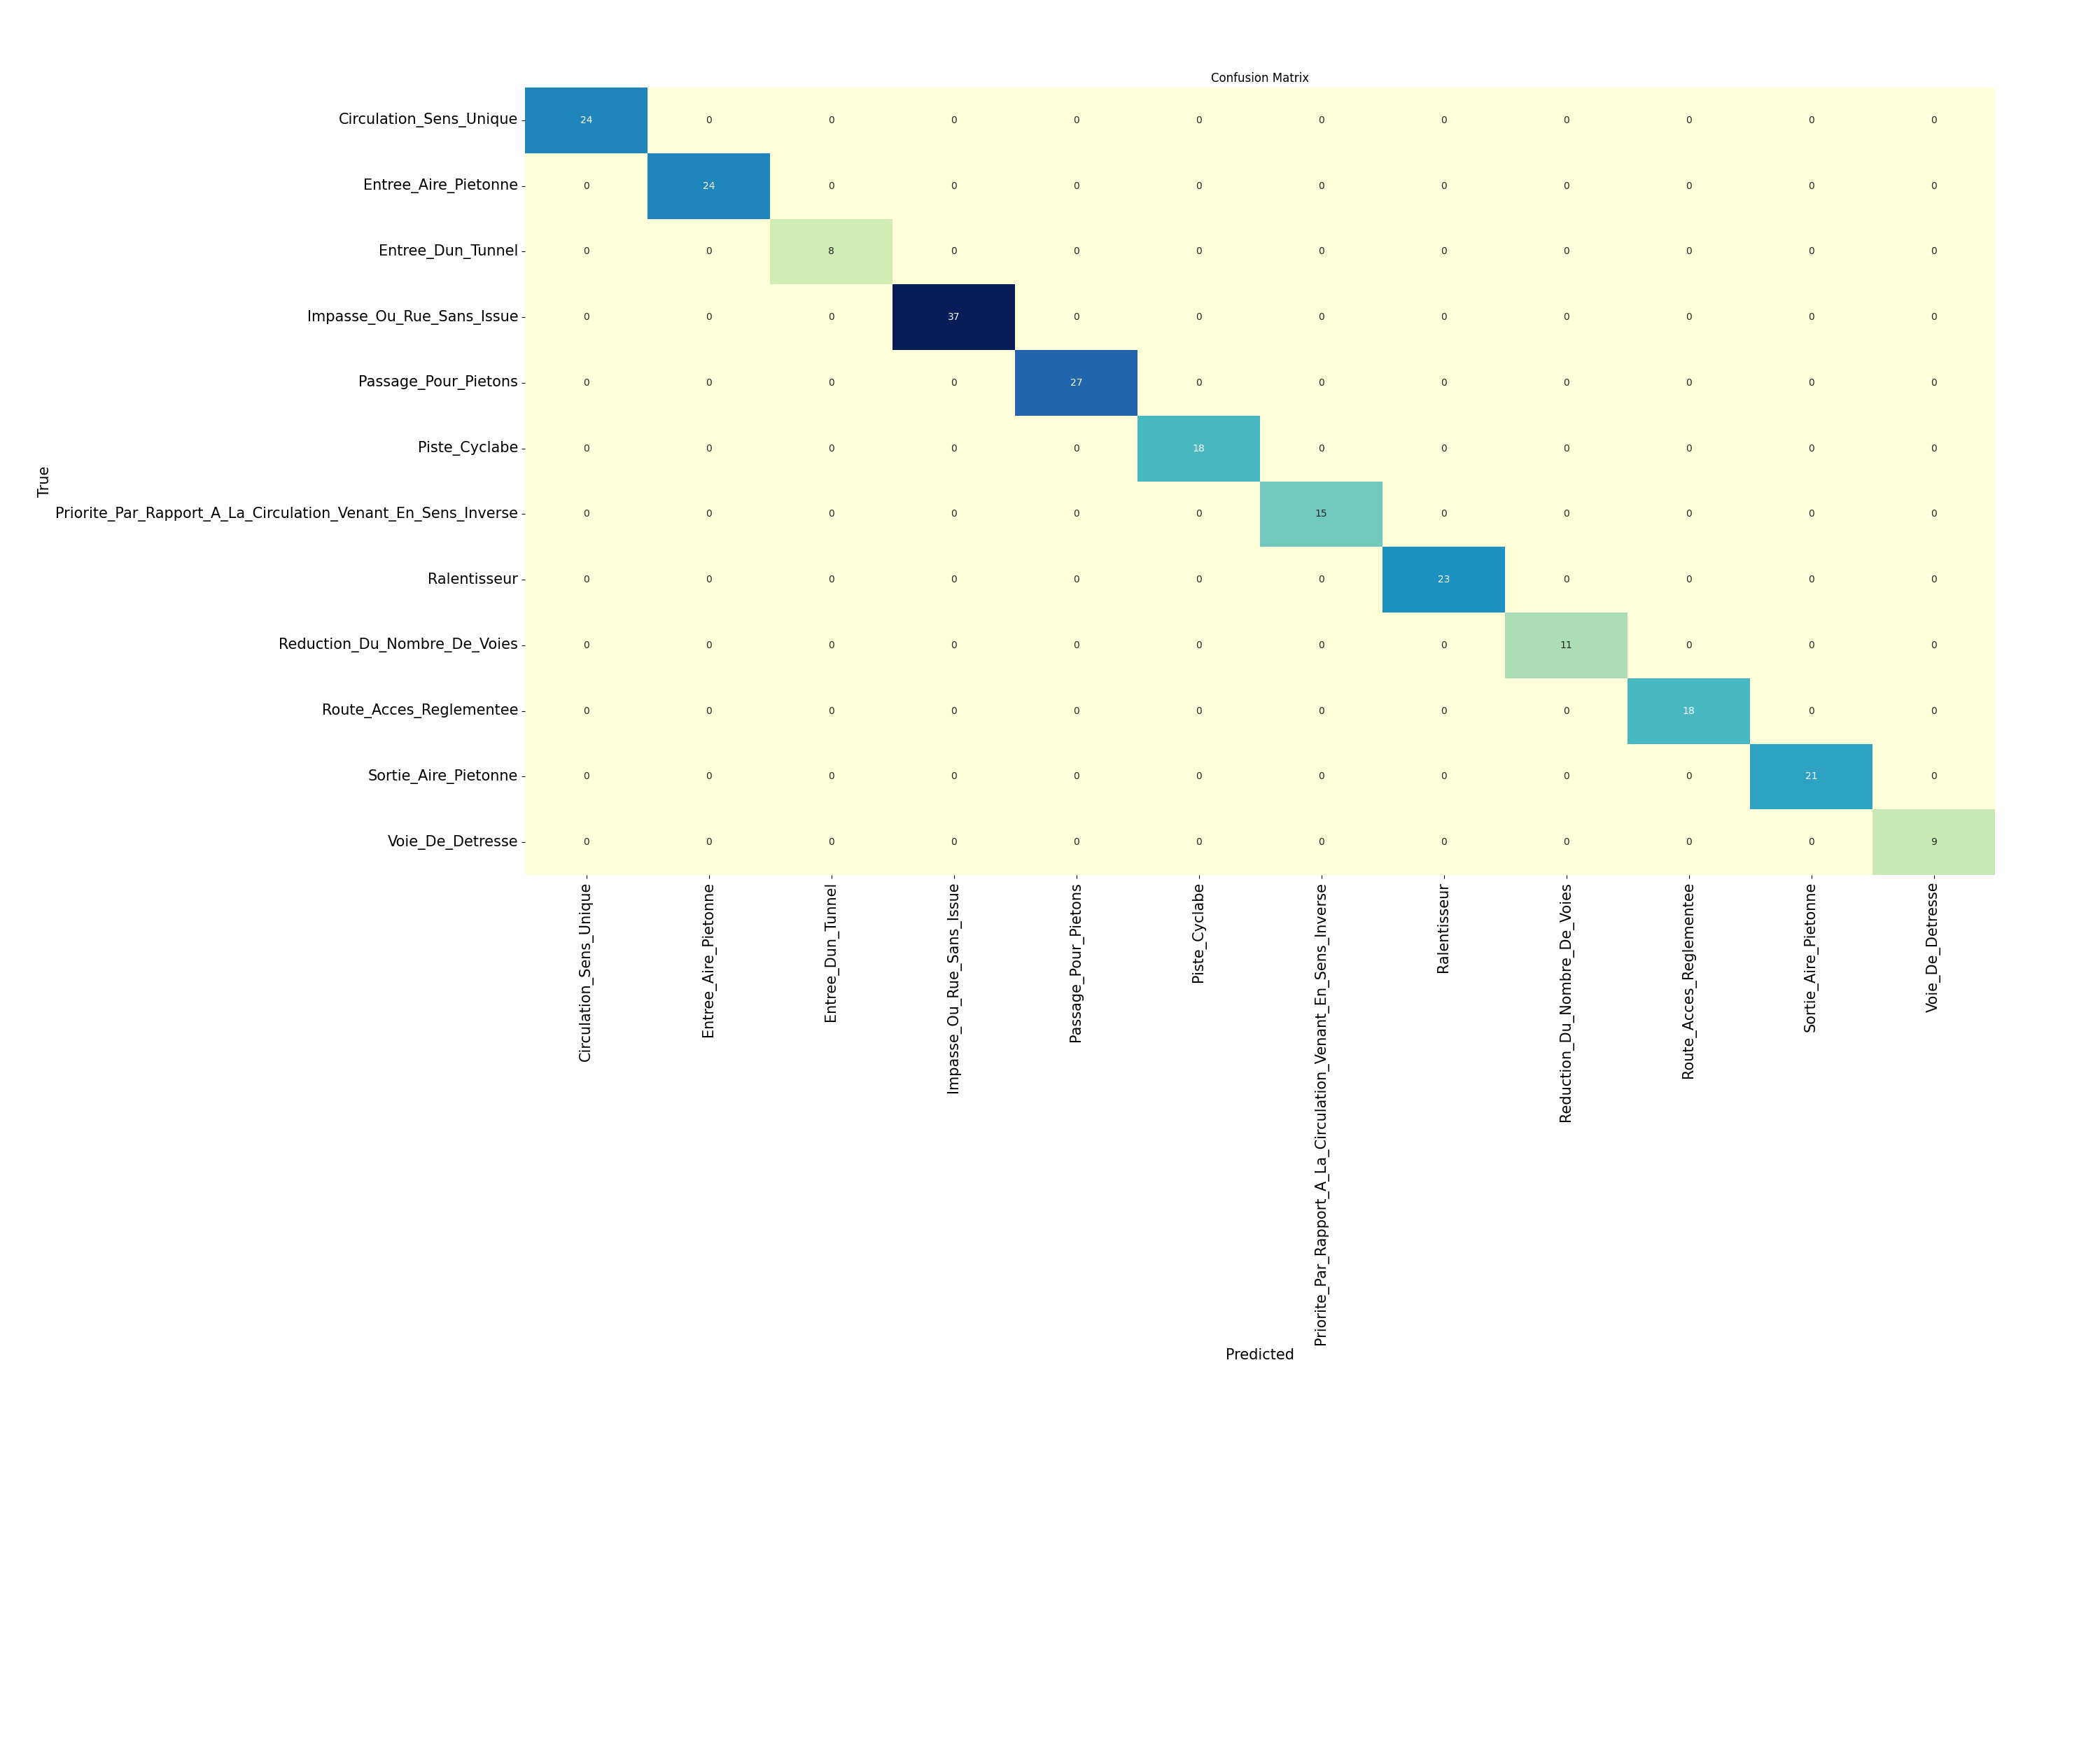 Confusion Matrix
Circulation_Sens_Unique 24 0 0 0 0 0 0 0 0 0 0 0
Entree_Aire_Pietonne 0 24 0 0 0 0 0 0 0 0 0 0
Entree_Dun_Tunnel 0 0 8 0 0 0 0 0 0 0 0 0
Impasse_Ou_Rue_Sans_Issue 0 0 0 37 0 0 0 0 0 0 0 0
Passage_Pour_Pietons 0 0 0 0 27 0 0 0 0 0 0 0
Piste_Cyclabe 0 0 0 0 0 18 0 0 0 0 0 0
True
Priorite_Par_Rapport_A_La_Circulation_Venant_En_Sens_Inverse 0 0 0 0 0 0 15 0 0 0 0 0
Ralentisseur 0 0 0 0 0 0 0 23 0 0 0 0
Reduction_Du_Nombre_De_Voies 0 0 0 0 0 0 0 0 11 0 0 0
Route_Acces_Reglementee 0 0 0 0 0 0 0 0 0 18 0 0
Sortie_Aire_Pietonne 0 0 0 0 0 0 0 0 0 0 21 0
Voie_De_Detresse 0 0 0 0 0 0 0 0 0 0 0 9
Circulation_Sens_Unique
Entree_Aire_Pietonne
Entree_Dun_Tunnel
Impasse_Ou_Rue_Sans_Issue
Passage_Pour_Pietons
Piste_Cyclabe
Priorite_Par_Rapport_A_La_Circulation_Venant_En_Sens_Inverse
Ralentisseur
Reduction_Du_Nombre_De_Voies
Route_Acces_Reglementee
Sortie_Aire_Pietonne
Voie_De_Detresse
Predicted